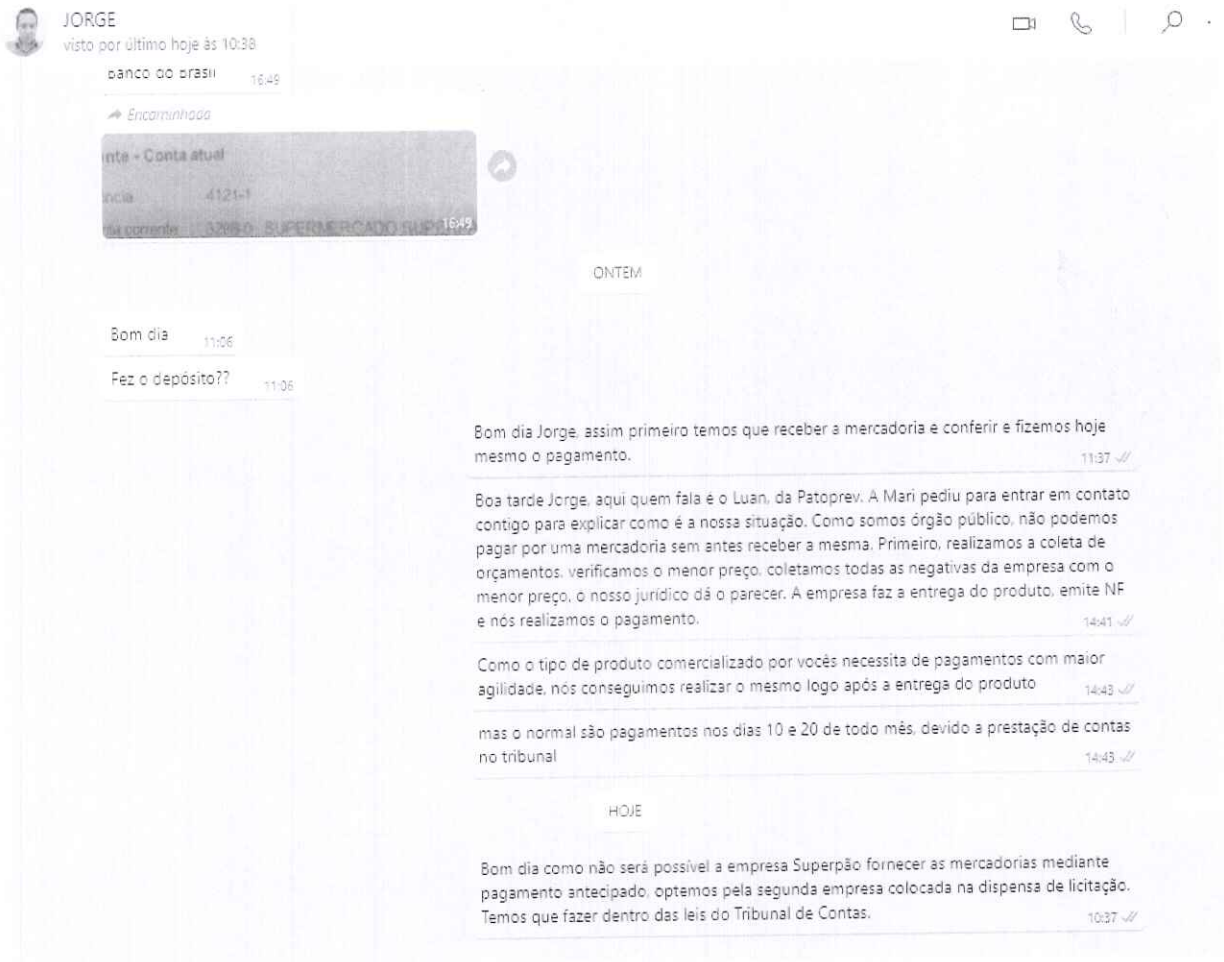 JORGE
visto por último hoje às 10:38
banco do brasil
16:49
Encaminhada
nte - Conta atual
ncia 4121-1
ta corrente 3288-0 SUPERMERCADO SUP
16:49
ONTEM
Bom dia 11:06
Fez o depósito?? 11:06
Bom dia Jorge, assim primeiro temos que receber a mercadoria e conferir e fizemos hoje
mesmo o pagamento. 11:37
Boa tarde Jorge, aqui quem fala é o Luan, da Patoprev. A Mari pediu para entrar em contato
contigo para explicar como é a nossa situação. Como somos órgão público, não podemos
pagar por uma mercadoria sem antes receber a mesma. Primeiro, realizamos a coleta de
orçamentos, verificamos o menor preço, coletamos todas as negativas da empresa com o
menor preço, o nosso jurídico dá o parecer. A empresa faz a entrega do produto, emite NF
e nós realizamos o pagamento. 14:41
Como o tipo de produto comercializado por vocês necessita de pagamentos com maior
agilidade, nós conseguimos realizar o mesmo logo após a entrega do produto 14:43
mas o normal são pagamentos nos dias 10 e 20 de todo mês, devido a prestação de contas
no tribunal 14:43
HOJE
Bom dia como não será possível a empresa Superpão fornecer as mercadorias mediante
pagamento antecipado, optemos pela segunda empresa colocada na dispensa de licitação.
Temos que fazer dentro das leis do Tribunal de Contas. 10:37